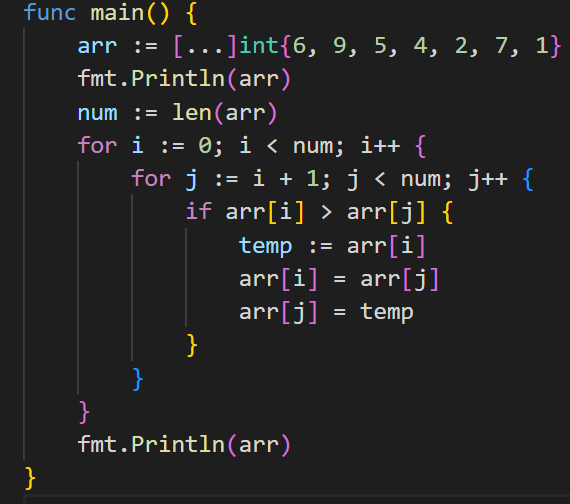 func main() {
    arr := [...]int{6, 9, 5, 4, 2, 7, 1}
    fmt.Println(arr)
    num := len(arr)
    for i := 0; i < num; i++ {
        for j := i + 1; j < num; j++ {
            if arr[i] > arr[j] {
                temp := arr[i]
                arr[i] = arr[j]
                arr[j] = temp
            }
        }
    }
    fmt.Println(arr)
}